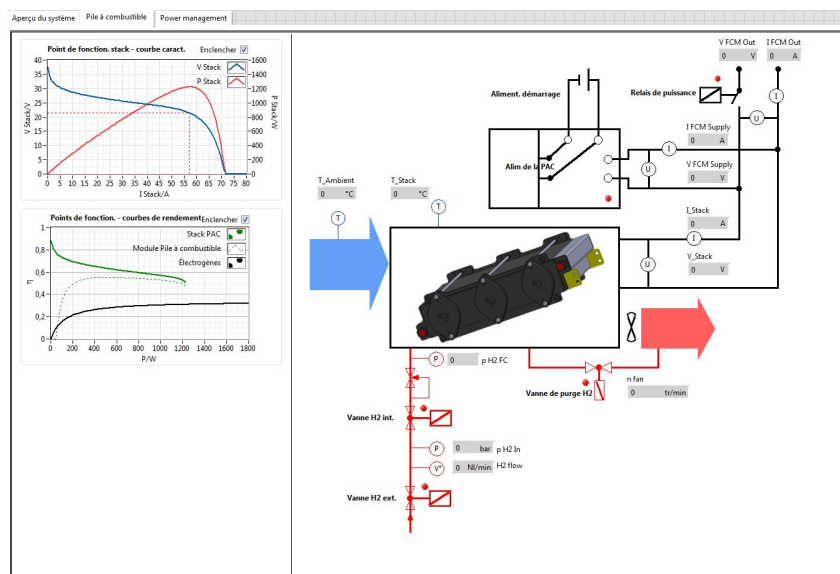 Aperçu du système
Pile à combustible
Power management
Point de fonction. stack - courbe caract.
Enclencher
V Stack
P Stack
V Stack/V
P Stack/W
40
35
30
25
20
15
10
5
0
1600
1400
1200
1000
800
600
400
200
0
0 5 10 15 20 25 30 35 40 45 50 55 60 65 70 75 80
I Stack/A
Points de fonction. - courbes de rendement
Enclencher
Stack PAC
Module Pile à combustible
Électrogènes
η
1
0,8
0,6
0,4
0,2
0
0 200 400 600 800 1000 1200 1400 1600 1800
P/W
V FCM Out
0 V
I FCM Out
0 A
Relais de puissance
I
U
Aliment. démarrage
Alim de la PAC
I FCM Supply
0 A
I
U
V FCM Supply
0 V
T_Ambient
0 °C
T
T_Stack
0 °C
T
I_Stack
0 A
I
U
V_Stack
0 V
P
0
p H2 FC
Vanne H2 int.
P
0 bar
p H2 In
V°
0 Nl/min
H2 flow
Vanne H2 ext.
Vanne de purge H2
n fan
0 tr/min